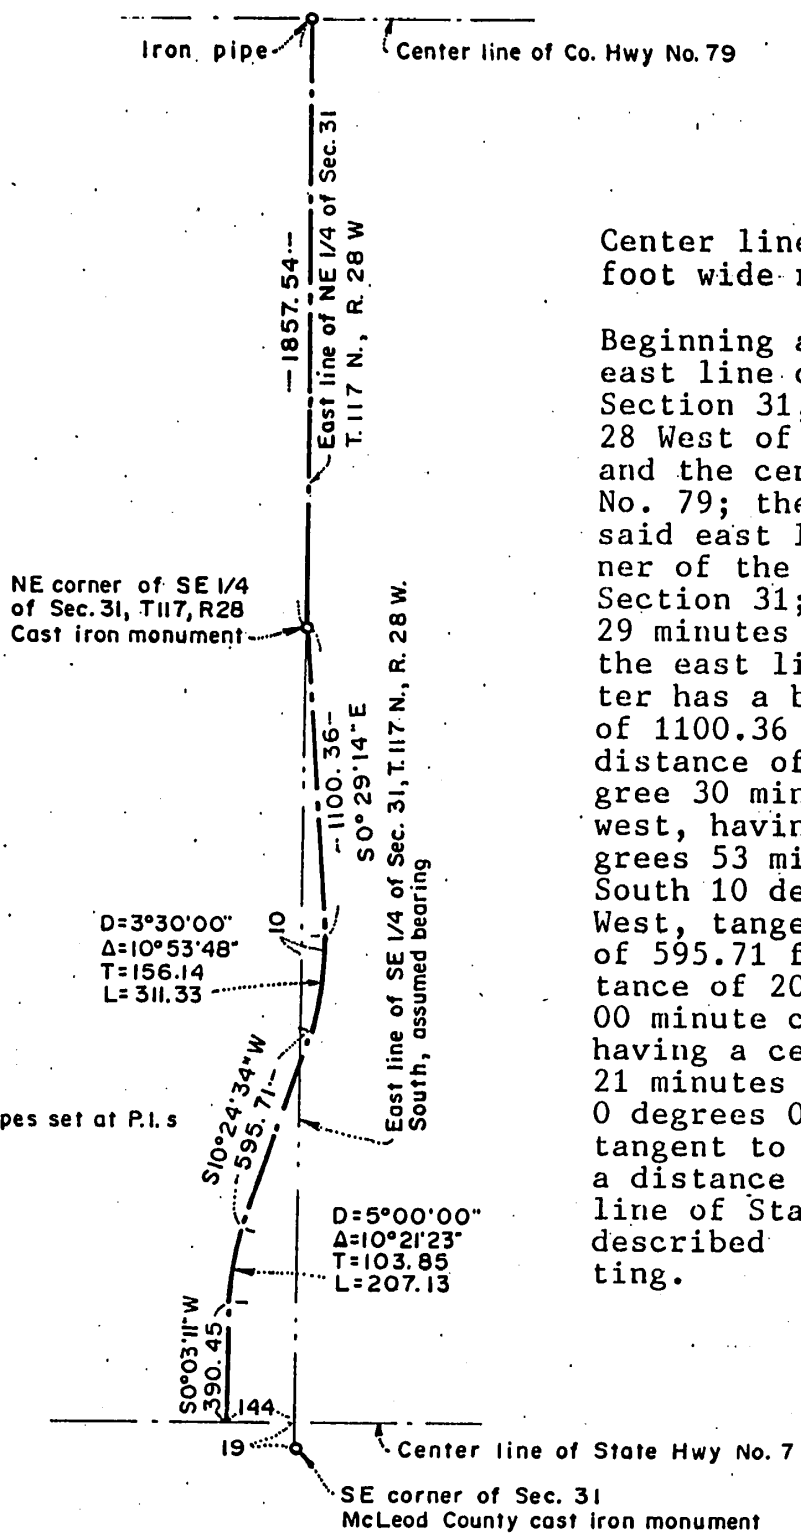 Iron pipe
Center line of Co. Hwy No. 79
—1857.54—
East line of NE 1/4 of Sec. 31
T. 117 N., R. 28 W
NE corner of SE 1/4
of Sec. 31, T117, R28
Cast iron monument
—1100.36—
S0°29'14"E
East line of SE 1/4 of Sec. 31, T. 117 N., R. 28 W.
South, assumed bearing
10
D=3°30'00"
Δ=10°53'48"
T=156.14
L=311.33
S10°24'34"W
—595.71—
pes set at P.I.s
D=5°00'00"
Δ=10°21'23"
T=103.85
L=207.13
S0°03'11"W
390.45
144
19
Center line of State Hwy No. 7
SE corner of Sec. 31
McLeod County cast iron monument
Center line
foot wide
Beginning a
east line o
Section 31,
28 West of
and the cen
No. 79; the
said east l
ner of the
Section 31;
29 minutes
the east li
ter has a b
of 1100.36
distance of
gree 30 min
west, havin
grees 53 mi
South 10 de
West, tange
of 595.71 f
tance of 20
00 minute c
having a ce
21 minutes
0 degrees 0
tangent to
a distance
line of Sta
described
ting.